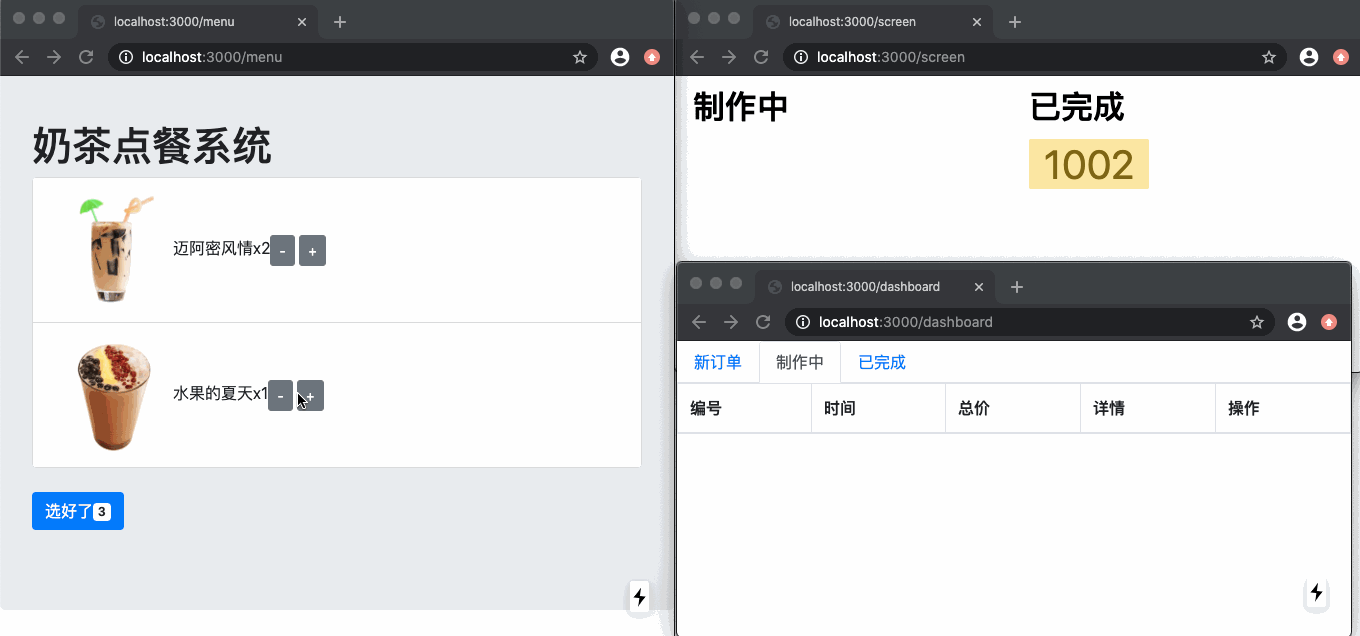 localhost:3000/menu
localhost:3000/menu
奶茶点餐系统
迈阿密风情x2 - +
水果的夏天x1 - +
选好了 3
localhost:3000/screen
localhost:3000/screen
制作中 已完成
1002
localhost:3000/dashboard
localhost:3000/dashboard
新订单 制作中 已完成
编号 时间 总价 详情 操作